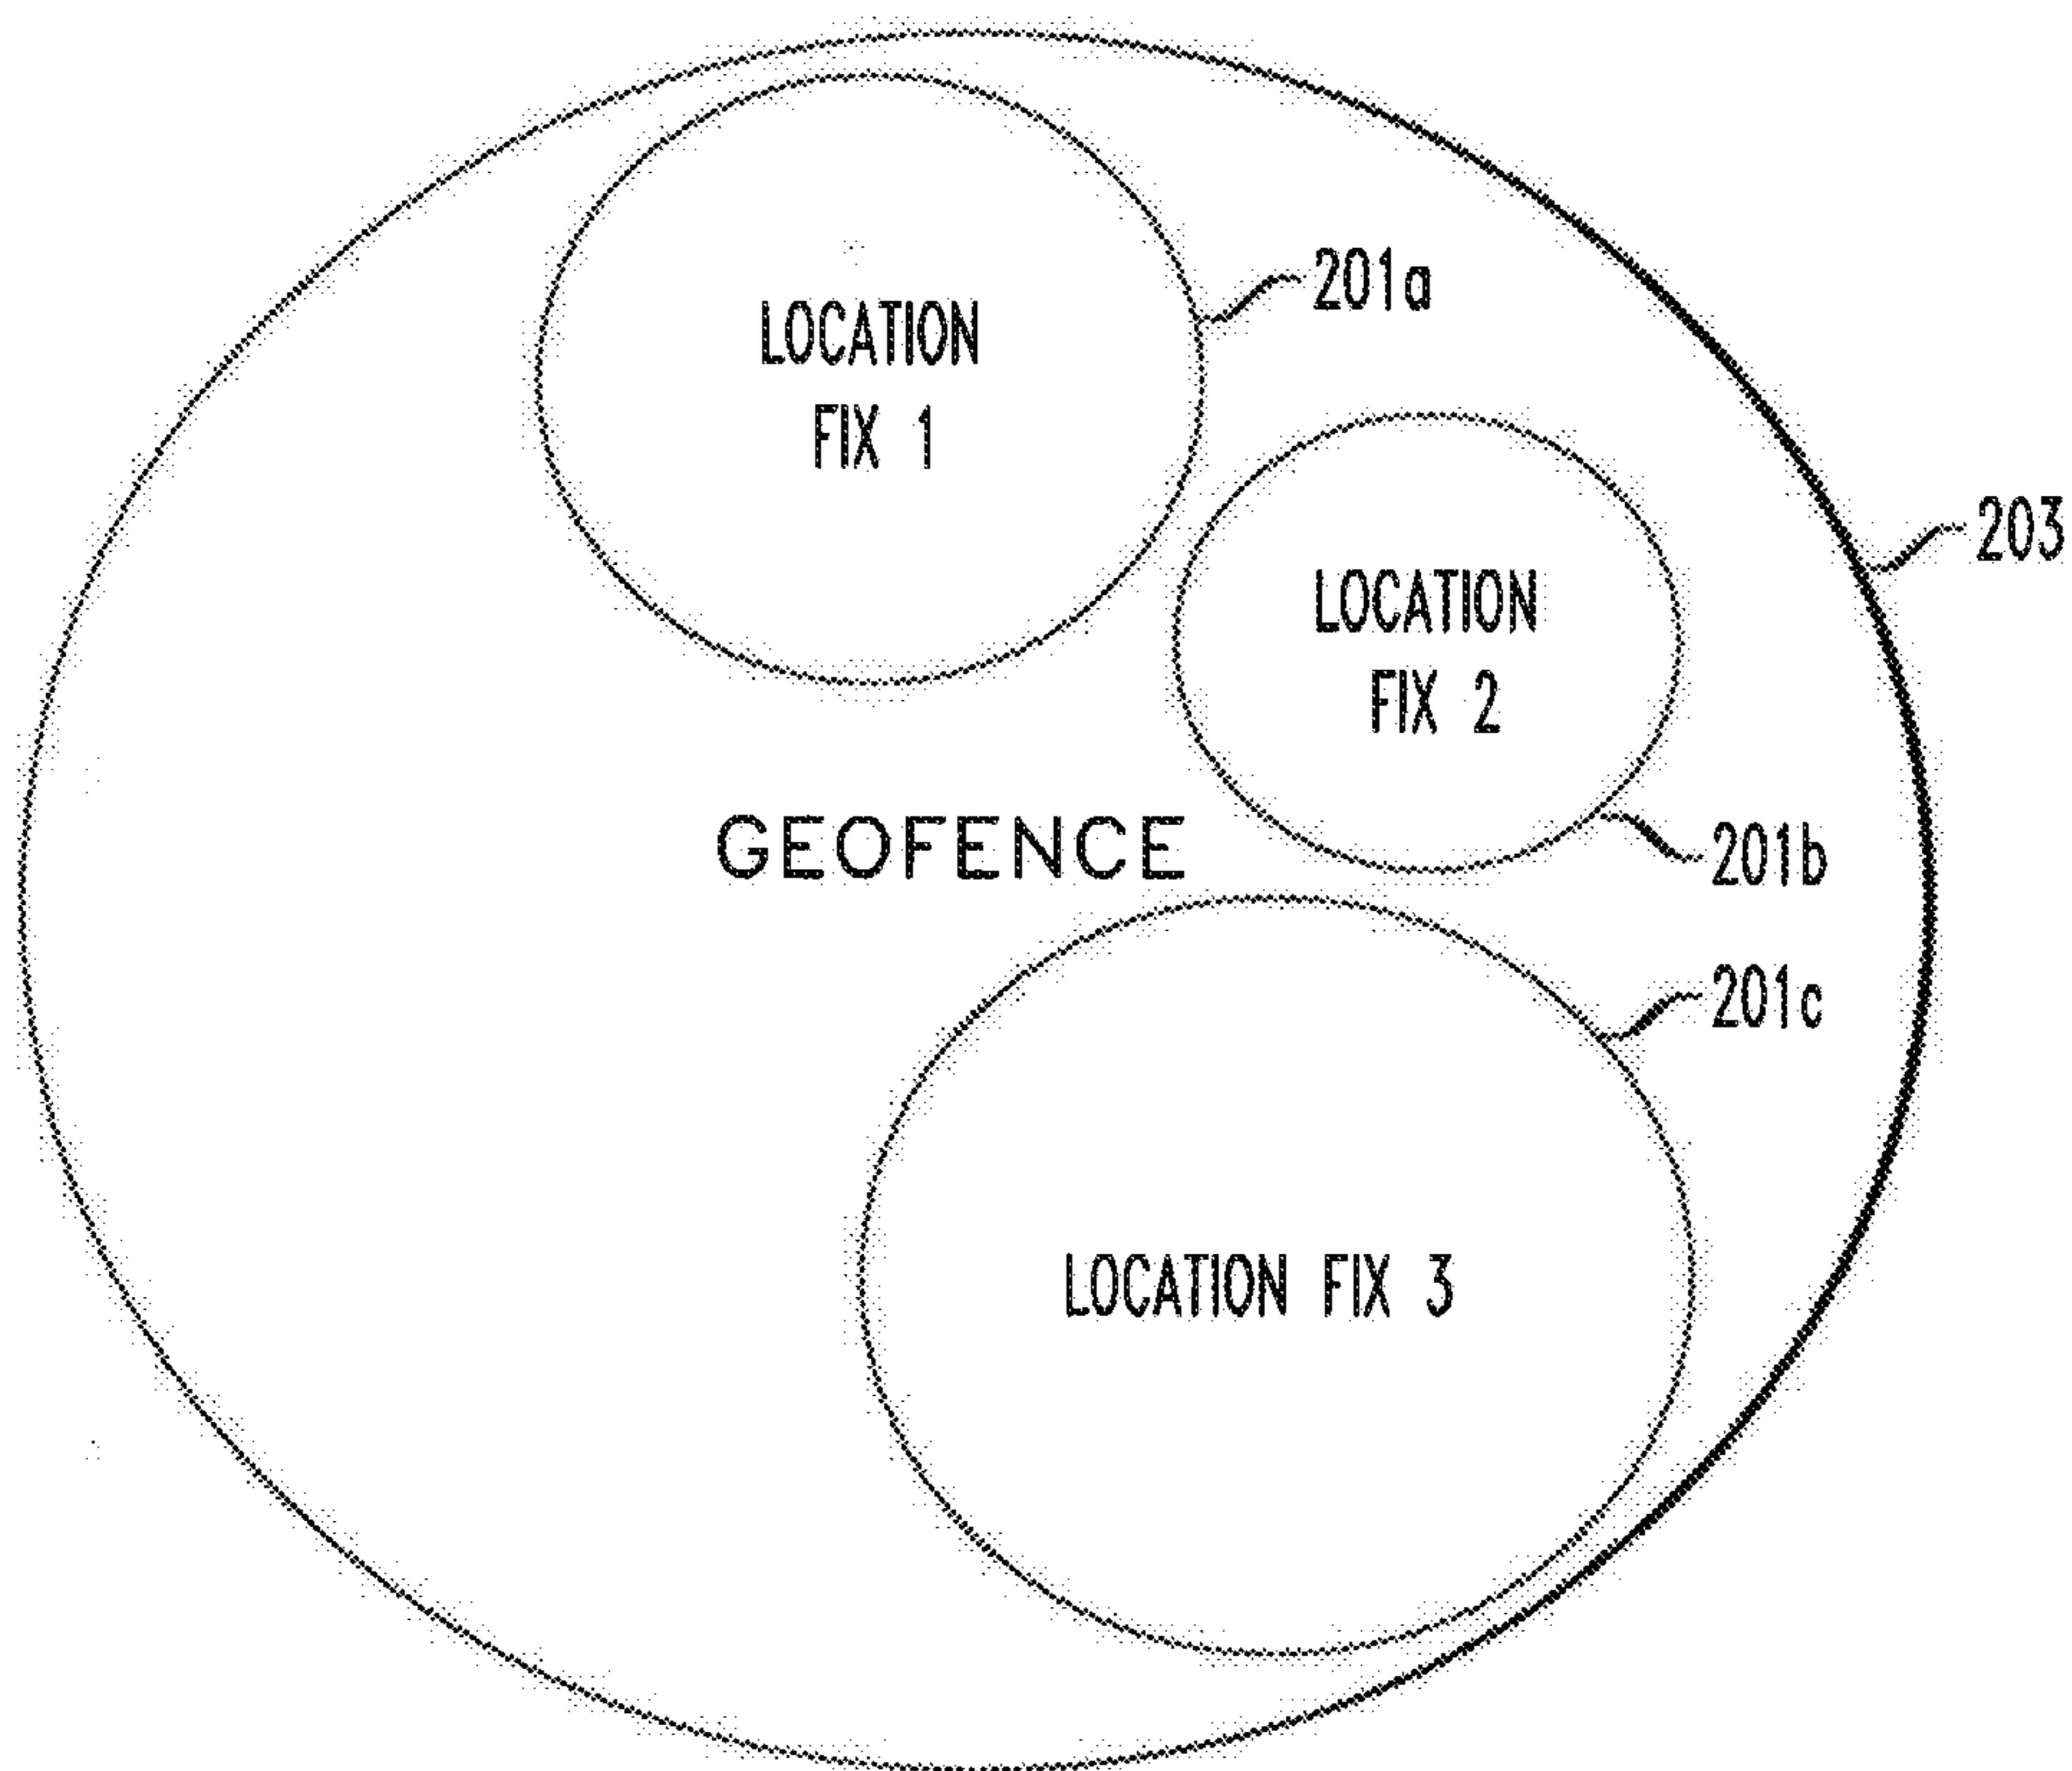 LOCATION
FIX 1
201a
203
LOCATION
FIX 2
GEOFENCE
201b
201c
LOCATION FIX 3